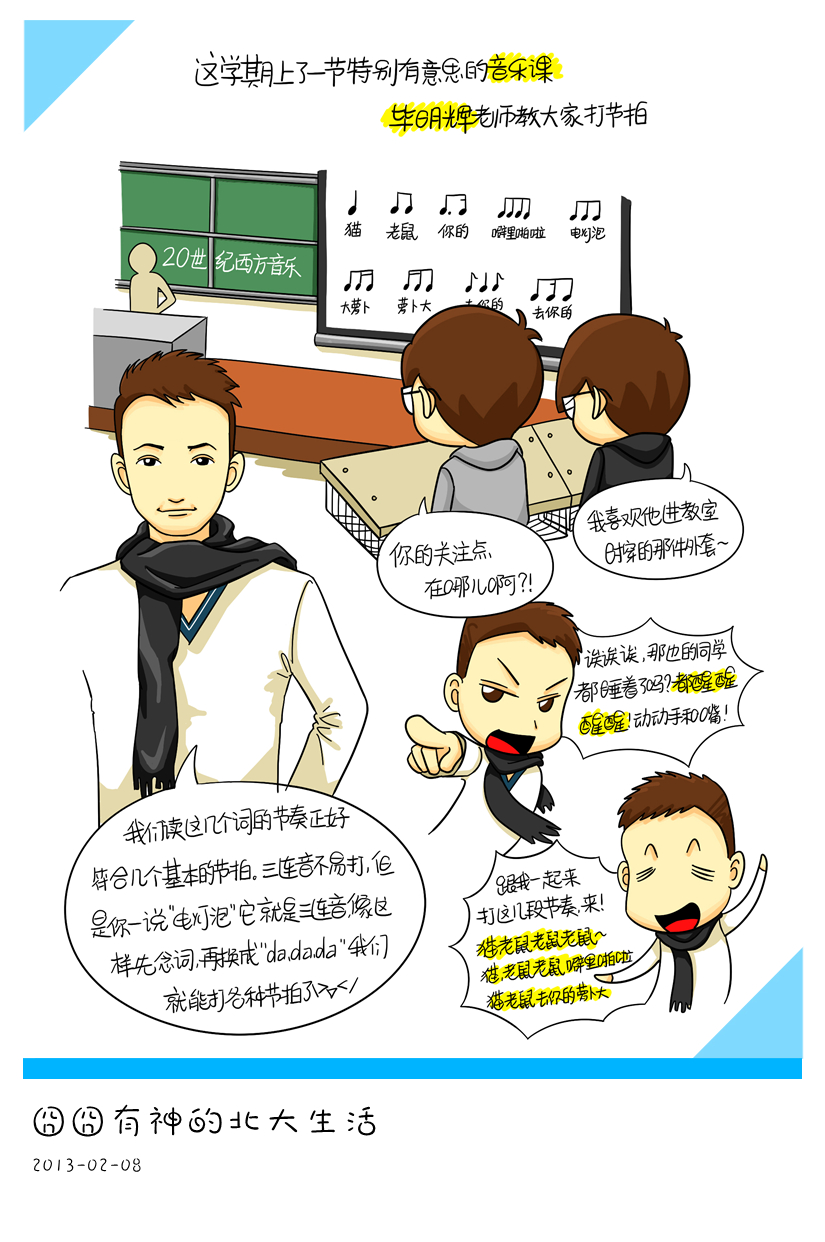 这学期上了一节特别有意思的音乐课
毕明辉老师教大家打节拍
20世纪西方音乐
猫 老鼠 你的 噼里啪啦 电灯泡
大萝卜 萝卜大 去你的 去你的
你的关注点
在哪儿啊?!
我喜欢他进教室
时穿的那件外套~
诶诶诶，那边的同学
都睡着了吗?都醒醒
醒醒!动动手和嘴!
我们读这几个词的节奏正好
符合几个基本的节拍。三连音不易打，但
是你一说"电灯泡"它就是三连音，像这
样先念词，再换成"da,da,da"我们
就能打各种节拍了>▽</
跟我一起来
打这几段节奏,来!
猫老鼠老鼠老鼠~
猫,老鼠老鼠噼里啪啦
猫老鼠去你的萝卜大
囧囧有神的北大生活
2013-02-08